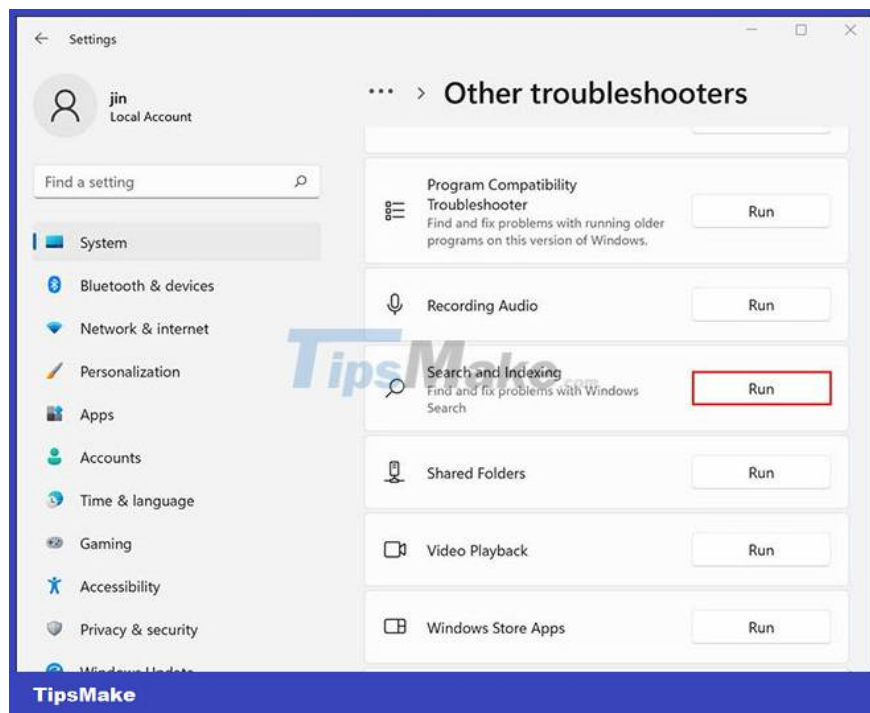 Settings
jin
Local Account
Find a setting
System
Bluetooth & devices
Network & internet
Personalization
Apps
Accounts
Time & language
Gaming
Accessibility
Privacy & security
Windows Update
... > Other troubleshooters
Program Compatibility
Troubleshooter
Find and fix problems with running older
programs on this version of Windows.
Run
Recording Audio
Run
Search and Indexing
Find and fix problems with Windows
Search
Run
Shared Folders
Run
Video Playback
Run
Windows Store Apps
Run
TipsMake.com
TipsMake